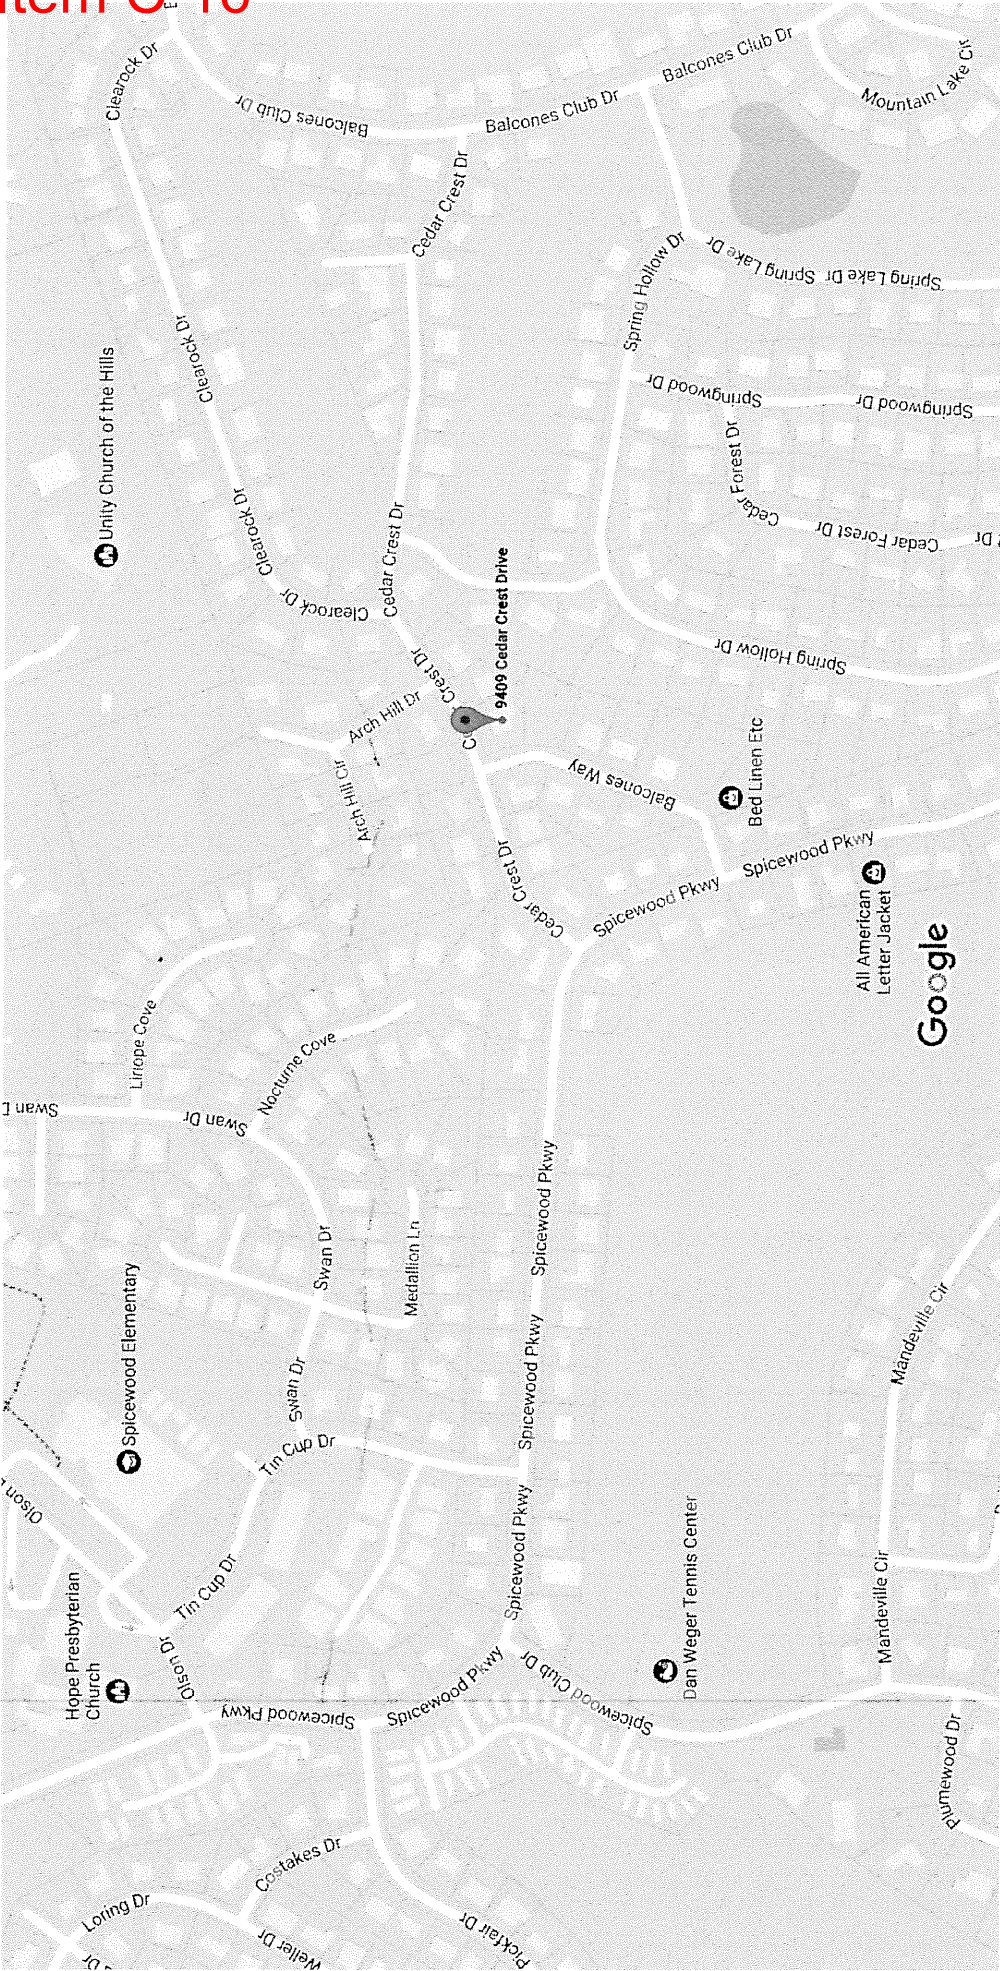 Clearock Dr
Balcones Club Dr
Balcones Club Dr
Balcones Club Dr
Mountain Lake Cir
Cedar Crest Dr
Spring Hollow Dr
Spring Lake Dr
Spring Lake Dr
Clearock Dr
Unity Church of the Hills
Springwood Dr
Springwood Dr
Cedar Forest Dr
Cedar Forest Dr
Clearock Dr
Cedar Crest Dr
Clearock Dr
9409 Cedar Crest Drive
Crest Dr
Spring Hollow Dr
Arch Hill Dr
Arch Hill Cir
Balcones Way
Bed Linen Etc
Cedar Crest Dr
Spicewood Pkwy
Spicewood Pkwy
All American
Letter Jacket
Google
Liriope Cove
Nocturne Cove
Swan
Swan Dr
Swan Dr
Medallion Ln
Spicewood Pkwy
Spicewood Elementary
Swan Dr
Spicewood Pkwy
Mandeville Cir
Tin Cup Dr
Olson
Spicewood Pkwy
Tin Cup Dr
Hope Presbyterian
Church
Olson Dr
Dan Weger Tennis Center
Mandeville Cir
Spicewood Pkwy
Spicewood Pkwy
Spicewood Club Dr
Plumewood Dr
Costakes Dr
Loring Dr
Weller Dr
Pickfair Dr
Dr